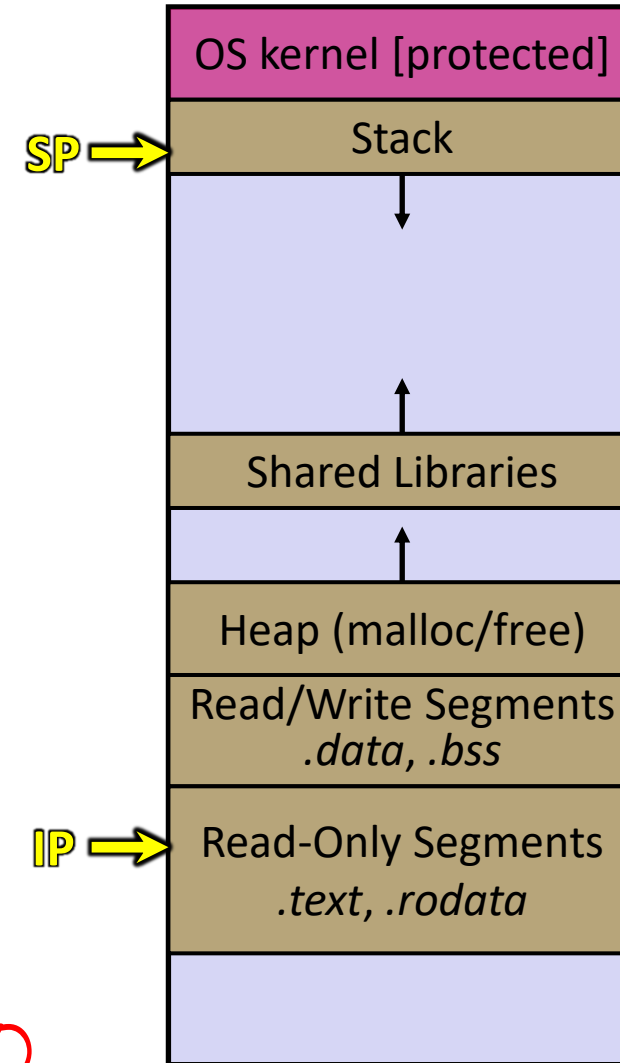 OS kernel [protected]
Stack
SP
Shared Libraries
Heap (malloc/free)
Read/Write Segments
.data, .bss
IP
Read-Only Segments
.text, .rodata